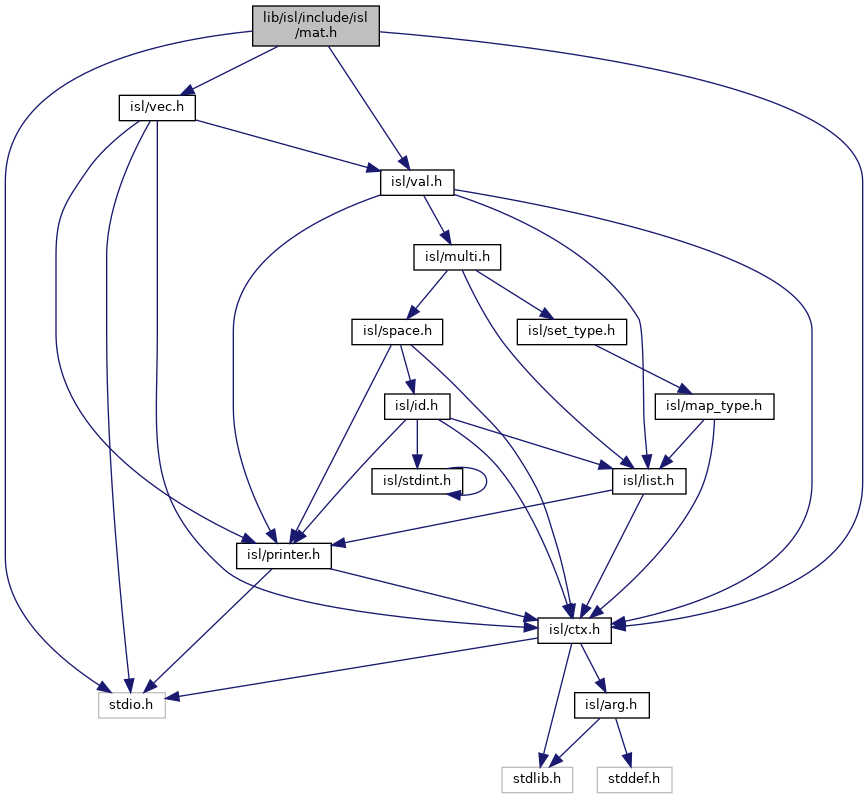 lib/isl/include/isl
/mat.h
isl/vec.h
isl/val.h
isl/multi.h
isl/space.h
isl/set_type.h
isl/id.h
isl/map_type.h
isl/stdint.h
isl/list.h
isl/printer.h
isl/ctx.h
stdio.h
isl/arg.h
stdlib.h
stddef.h